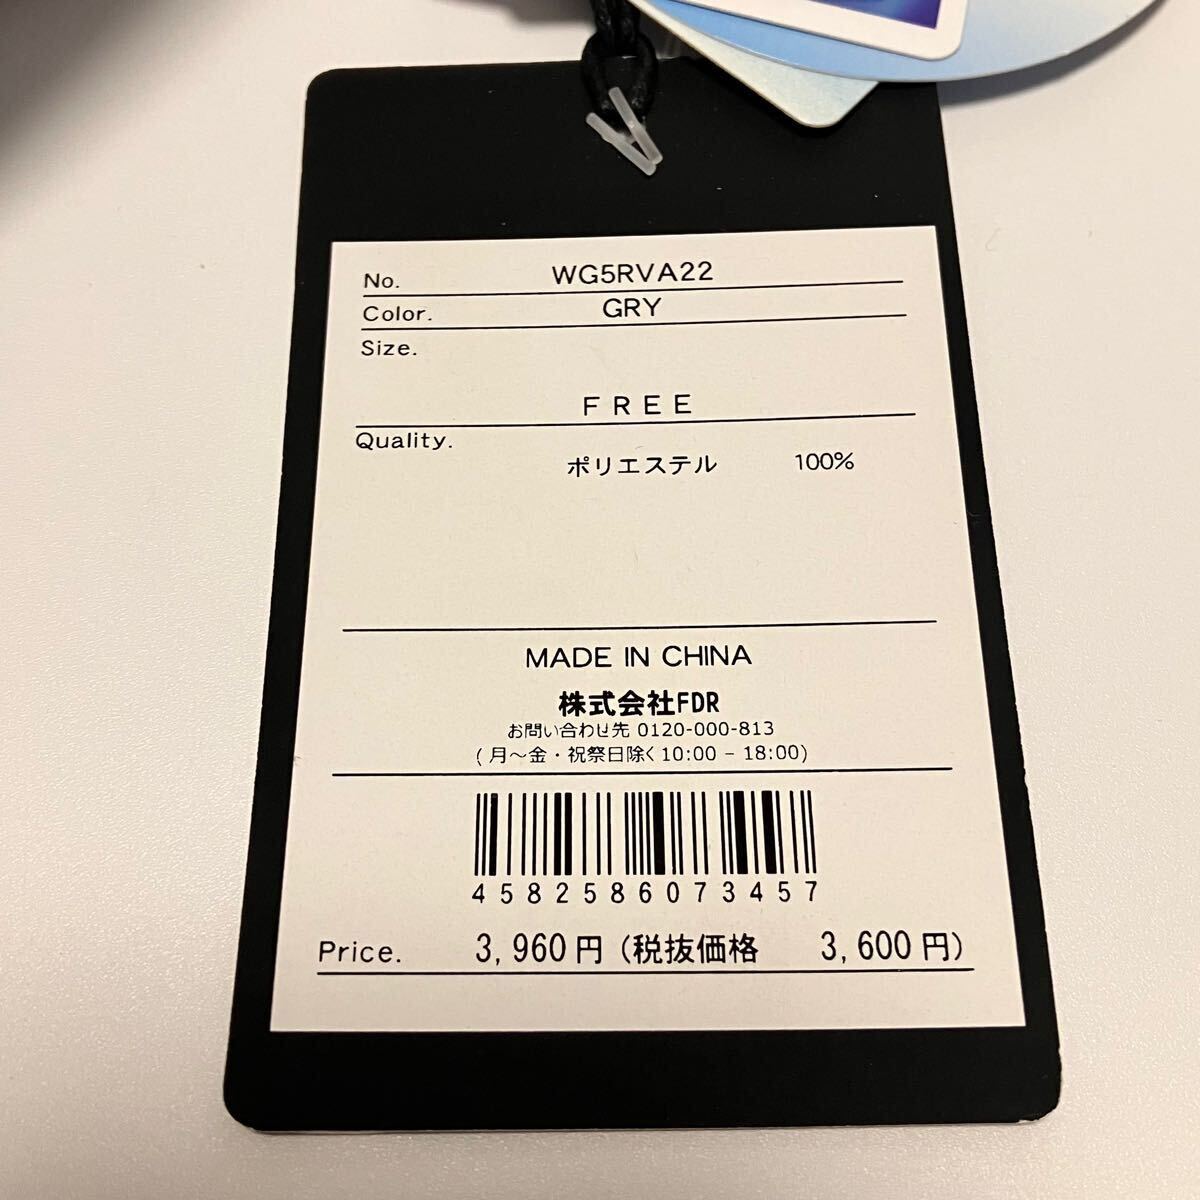 No. WG5RVA22
Color. GRY
Size.
FREE
Quality.
ポリエステル 100%
MADE IN CHINA
株式会社FDR
お問い合わせ先 0120-000-813
(月～金・祝祭日除く10:00－18:00)
4582586073457
Price. 3,960円(税抜価格 3,600円)